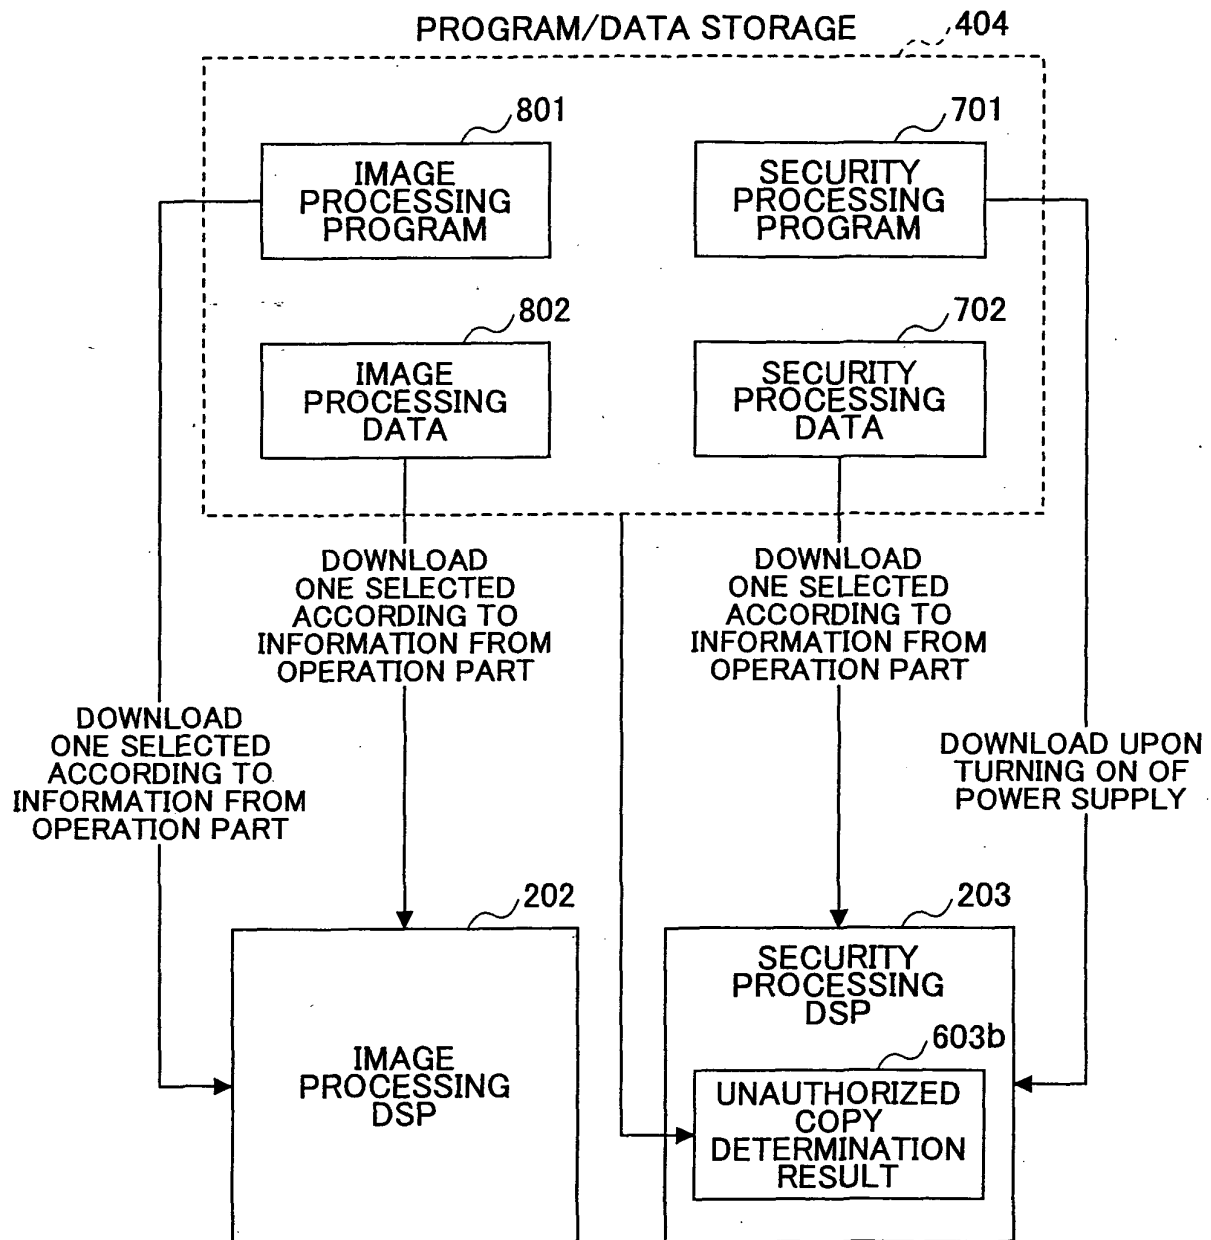 PROGRAM/DATA STORAGE
404
801
701
IMAGE
PROCESSING
PROGRAM
SECURITY
PROCESSING
PROGRAM
802
702
IMAGE
PROCESSING
DATA
SECURITY
PROCESSING
DATA
DOWNLOAD
ONE SELECTED
ACCORDING TO
INFORMATION FROM
OPERATION PART
DOWNLOAD
ONE SELECTED
ACCORDING TO
INFORMATION FROM
OPERATION PART
DOWNLOAD
ONE SELECTED
ACCORDING TO
INFORMATION FROM
OPERATION PART
DOWNLOAD UPON
TURNING ON OF
POWER SUPPLY
202
203
IMAGE
PROCESSING
DSP
SECURITY
PROCESSING
DSP
603b
UNAUTHORIZED
COPY
DETERMINATION
RESULT